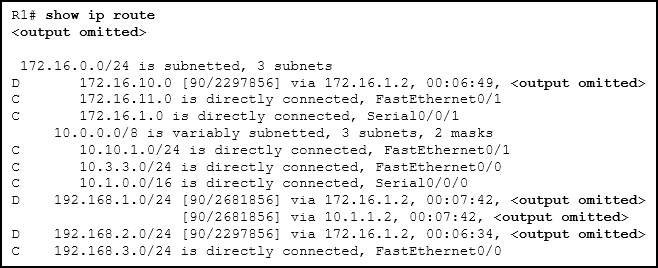 R1# show ip route
<output omitted>
172.16.0.0/24 is subnetted, 3 subnets
D 172.16.10.0 [90/2297856] via 172.16.1.2, 00:06:49, <output omitted>
C 172.16.11.0 is directly connected, FastEthernet0/1
C 172.16.1.0 is directly connected, Serial0/0/1
10.0.0.0/8 is variably subnetted, 3 subnets, 2 masks
C 10.10.1.0/24 is directly connected, FastEthernet0/1
C 10.3.3.0/24 is directly connected, FastEthernet0/0
C 10.1.0.0/16 is directly connected, Serial0/0/0
D 192.168.1.0/24 [90/2681856] via 172.16.1.2, 00:07:42, <output omitted>
[90/2681856] via 10.1.1.2, 00:07:42, <output omitted>
D 192.168.2.0/24 [90/2297856] via 172.16.1.2, 00:06:34, <output omitted>
C 192.168.3.0/24 is directly connected, FastEthernet0/0